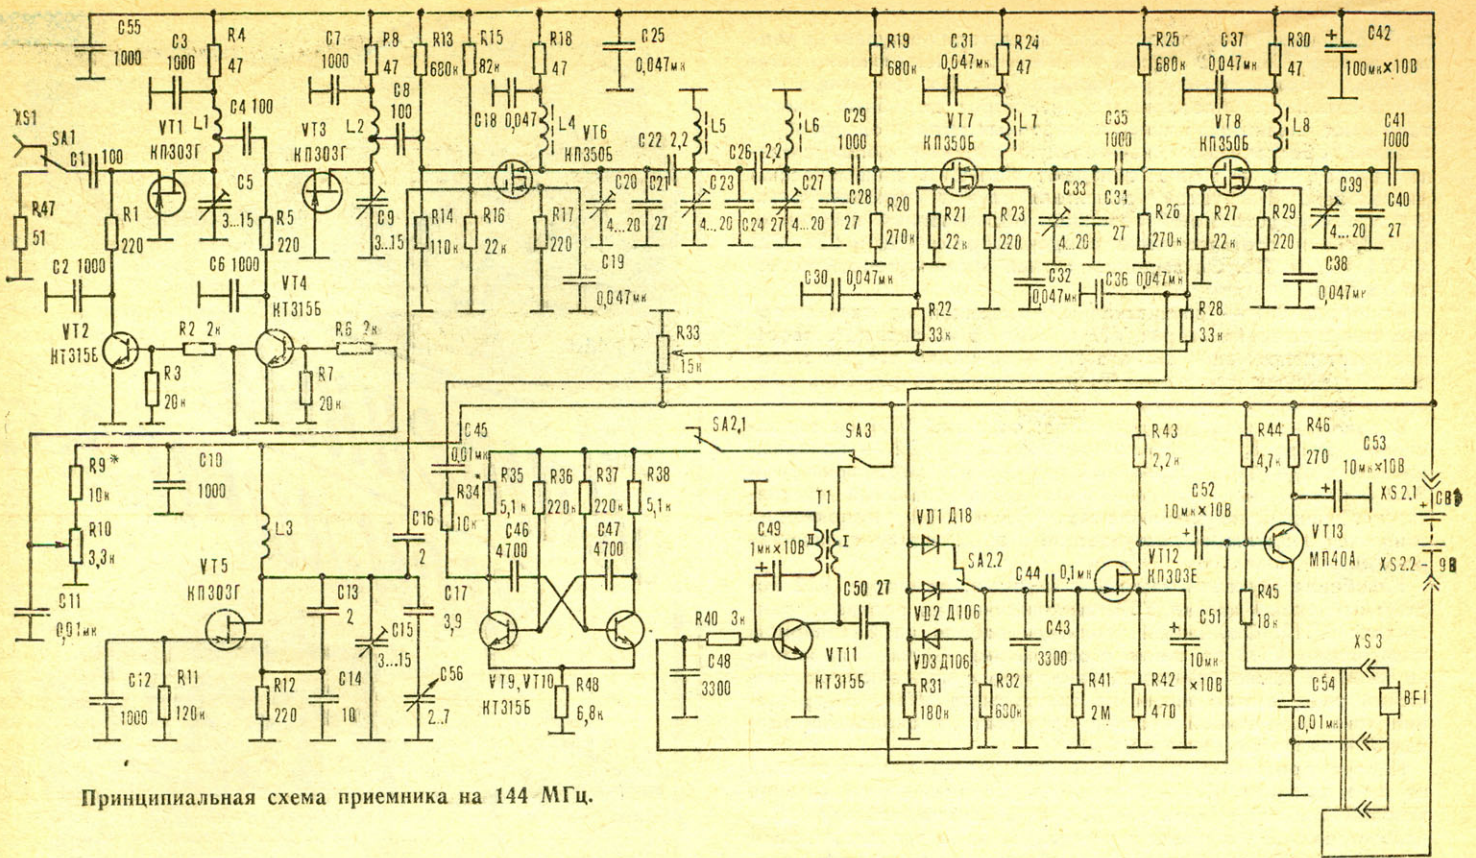 C55
1000
C3
1000
R4
47
C7
1000
R8
47
R13
680к
R15
82к
R18
47
C25
0,047мк
R19
680к
C31
0,047мк
R24
47
R25
680к
C37
0,047мк
R30
47
C42
+
100мк×10В
XS1
SA1
C1
100
VT1
КП303Г
L1
C4 100
VT3
КП303Г
L2
C8
100
C18
0,047
L4
VT6
КП350Б
C22
2,2
L5
C26
2,2
L6
C29
1000
VT7
КП350Б
L7
C35
1000
VT8
КП350Б
L8
C41
1000
R47
51
R1
220
C5
3...15
R5
220
C9
3...15
R14
110к
R16
22к
R17
220
C20
4...20
C21
27
C23
4...20
C24
27
C27
4...20
C28
27
R20
270к
R21
22к
R23
220
C33
4...20
C34
27
R26
270к
R27
22к
R29
220
C39
4...20
C40
27
C2 1000
C6 1000
VT4
КТ315Б
C19
0,047мк
C30
0,047мк
C32
0,047мк
C36
0,047мк
C38
0,047мк
VT2
КТ315Б
R2 2к
R6 2к
R3
20к
R7
20к
R33
15к
R22
33к
R28
33к
R9*
10к
R10
3,3к
C10
1000
L3
C11
0,01мк
C45
0,01мк
R34*
10к
R35
5,1к
R36
220к
R37
220к
R38
5,1к
SA2,1
SA3
R43
2,2к
R44
4,7к
R46
270
C53
10мк×10В
+
XS2.1
XS2.2
+
-
9В
C16
2
C46
4700
C47
4700
C49
1мк×10В
+
T1
II
I
VD1 Д18
SA2.2
VD2 Д106
VD3 Д106
C52
10мк×10В
+
VT13
МП40А
VT5
КП303Г
C13
2
C15
3...15
C17
3,9
C56
2..7
C12
1000
R11
120к
R12
220
C14
10
VT9, VT10
КТ315Б
R48
6,8к
R40 3к
C48
3300
VT11
КТ315Б
C50 27
R31
180к
R32
C44
0,1мк
C43
3300
VT12
КП303Е
R41
2М
R42
470
C51
+
10мк
×10В
R45
18к
C54
0,01мк
XS3
BF1
Принципиальная схема приемника на 144 МГц.